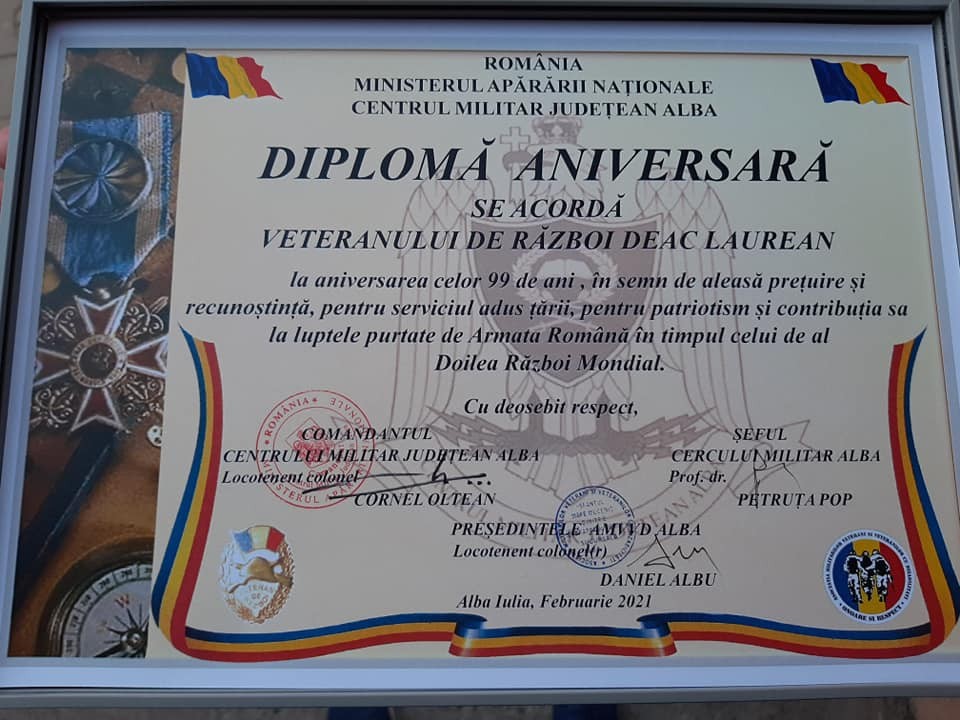 ROMÂNIA
MINISTERUL APĂRĂRII NAȚIONALE
CENTRUL MILITAR JUDEȚEAN ALBA
DIPLOMĂ ANIVERSARĂ
SE ACORDĂ
VETERANULUI DE RĂZBOI DEAC LAUREAN
la aniversarea celor 99 de ani , în semn de aleasă prețuire și
recunoștință, pentru serviciul adus țării, pentru patriotism și contribuția sa
la luptele purtate de Armata Română în timpul celui de al
Doilea Război Mondial.
Cu deosebit respect,
COMANDANTUL
CENTRULUI MILITAR JUDEȚEAN ALBA
Locotenent colonel
CORNEL OLTEAN
ȘEFUL
CERCULUI MILITAR ALBA
Prof. dr.
PETRUȚA POP
PREȘEDINTELE AMVVD ALBA
Locotenent colonel(r)
DANIEL ALBU
Alba Iulia, Februarie 2021
ROMÂNIA
ONOARE SI RESPECT